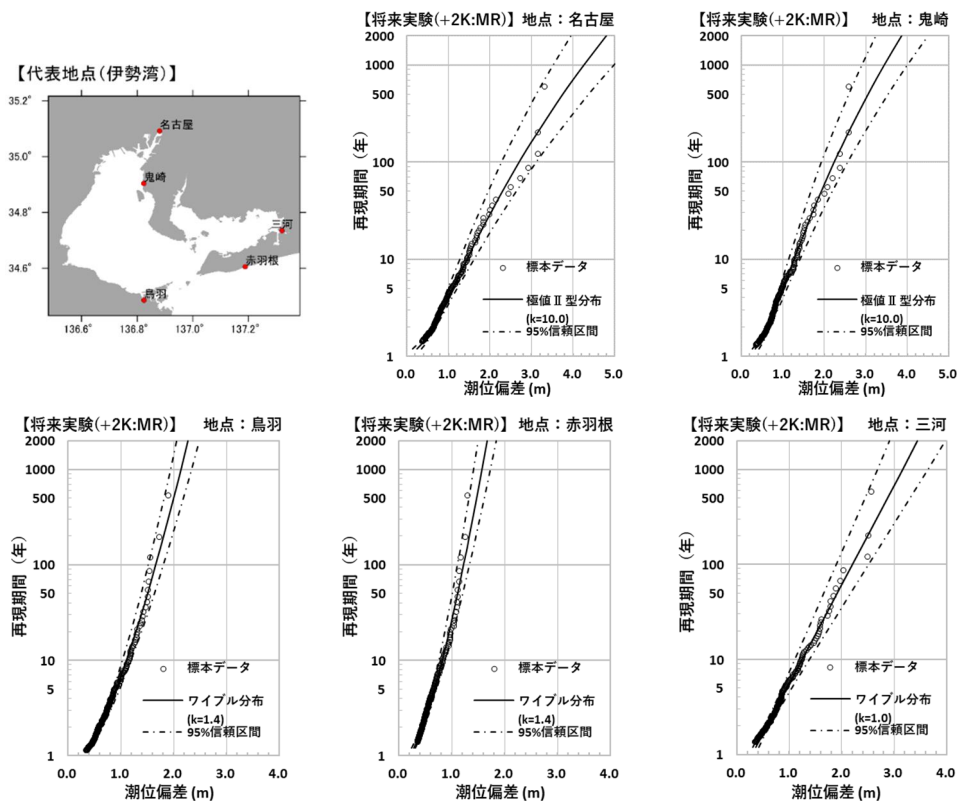 【代表地点(伊勢湾)】
35.2°
35.0°
34.8°
34.6°
136.6°
136.8°
137.0°
137.2°
名古屋
鬼崎
三河
赤羽根
鳥羽
【将来実験(+2K:MR)】 地点：名古屋
再現期間（年）
2000
1000
500
100
50
10
5
1
標本データ
極値Ⅱ型分布
(k=10.0)
95%信頼区間
0.0 1.0 2.0 3.0 4.0 5.0
潮位偏差 (m)
【将来実験(+2K:MR)】 地点：鬼崎
再現期間（年）
2000
1000
500
100
50
10
5
1
標本データ
極値Ⅱ型分布
(k=10.0)
95%信頼区間
0.0 1.0 2.0 3.0 4.0 5.0
潮位偏差 (m)
【将来実験(+2K:MR)】 地点：鳥羽
再現期間（年）
2000
1000
500
100
50
10
5
1
標本データ
ワイブル分布
(k=1.4)
95%信頼区間
0.0 1.0 2.0 3.0 4.0
潮位偏差 (m)
【将来実験(+2K:MR)】 地点：赤羽根
再現期間（年）
2000
1000
500
100
50
10
5
1
標本データ
ワイブル分布
(k=1.4)
95%信頼区間
0.0 1.0 2.0 3.0 4.0
潮位偏差 (m)
【将来実験(+2K:MR)】 地点：三河
再現期間（年）
2000
1000
500
100
50
10
5
1
標本データ
ワイブル分布
(k=1.0)
95%信頼区間
0.0 1.0 2.0 3.0 4.0
潮位偏差 (m)